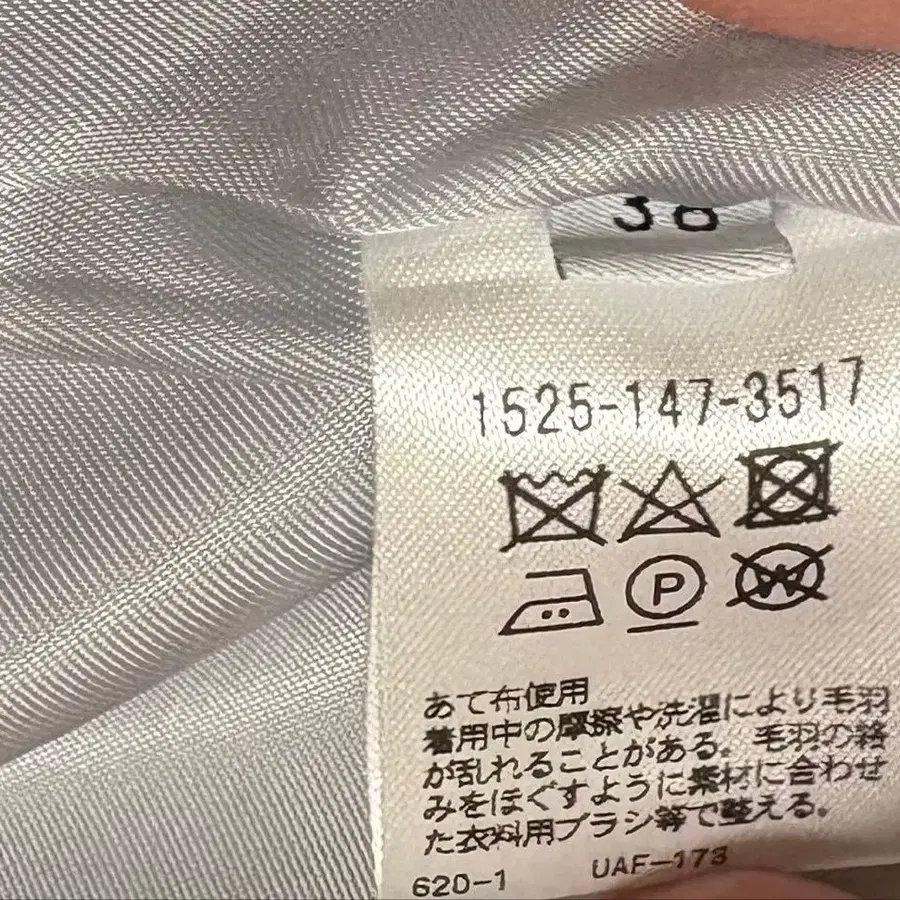 38
1525-147-3517
P
W
あて布使用
着用中の摩擦や洗濯により毛羽
が乱れることがある。毛羽の絡
みをほぐすように素材に合わせ
た衣料用ブラシ等で整える。
620-1 UAF-173